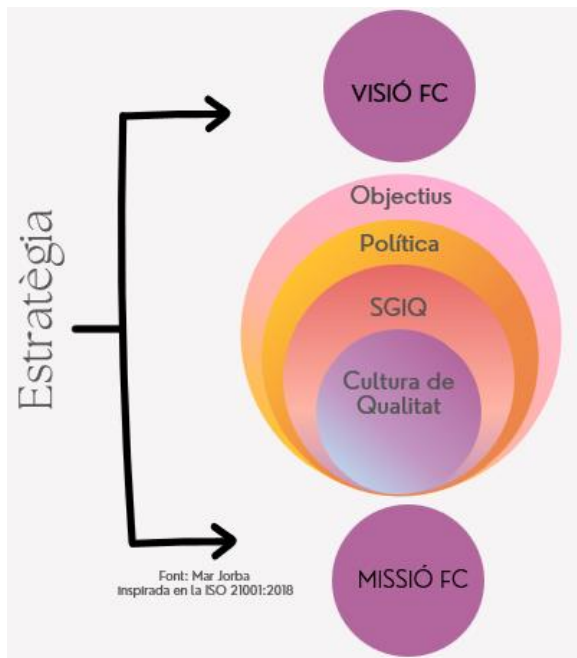 VISIÓ FC
Objectius
Política
SGIQ
Cultura de
Qualitat
Estratègia
MISSIÓ FC
Font: Mar Jorba
Inspirada en la ISO 21001:2018